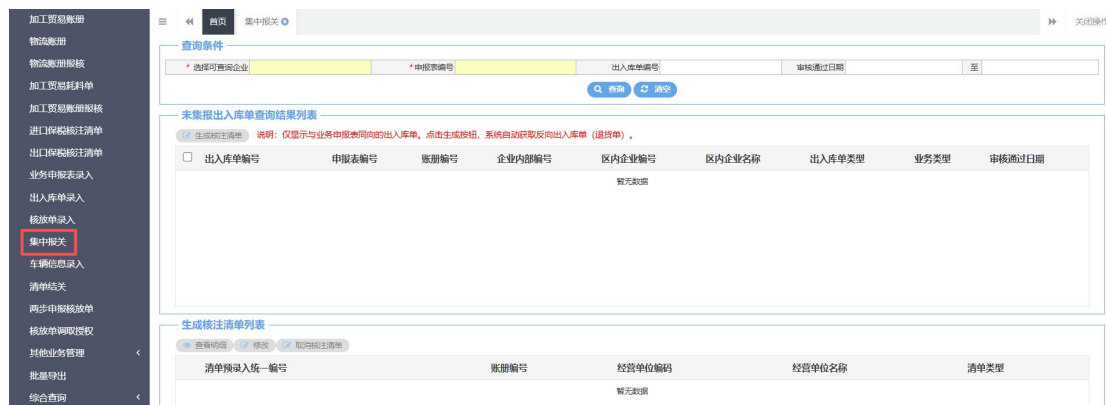 加工贸易账册
物流账册
物流账册报核
加工贸易耗料单
加工贸易账册报核
进口保税核注清单
出口保税核注清单
业务申报表录入
出入库单录入
核放单录入
集中报关
车辆信息录入
清单结关
两步申报核放单
核放单调取授权
其他业务管理
批量导出
综合查询
首页 集中报关 关闭操作
查询条件
* 选择可查询企业 * 申报表编号 出入库单编号 审核通过日期 至
查询 清空
未集报出入库单查询结果列表
生成核注清单 说明：仅显示与业务申报表同向的出入库单。点击生成按钮，系统自动获取反向出入库单（退货单）。
出入库单编号 申报表编号 账册编号 企业内部编号 区内企业编号 区内企业名称 出入库单类型 业务类型 审核通过日期
暂无数据
生成核注清单列表
查看明细 修改 取消核注清单
清单预录入统一编号 账册编号 经营单位编码 经营单位名称 清单类型
暂无数据